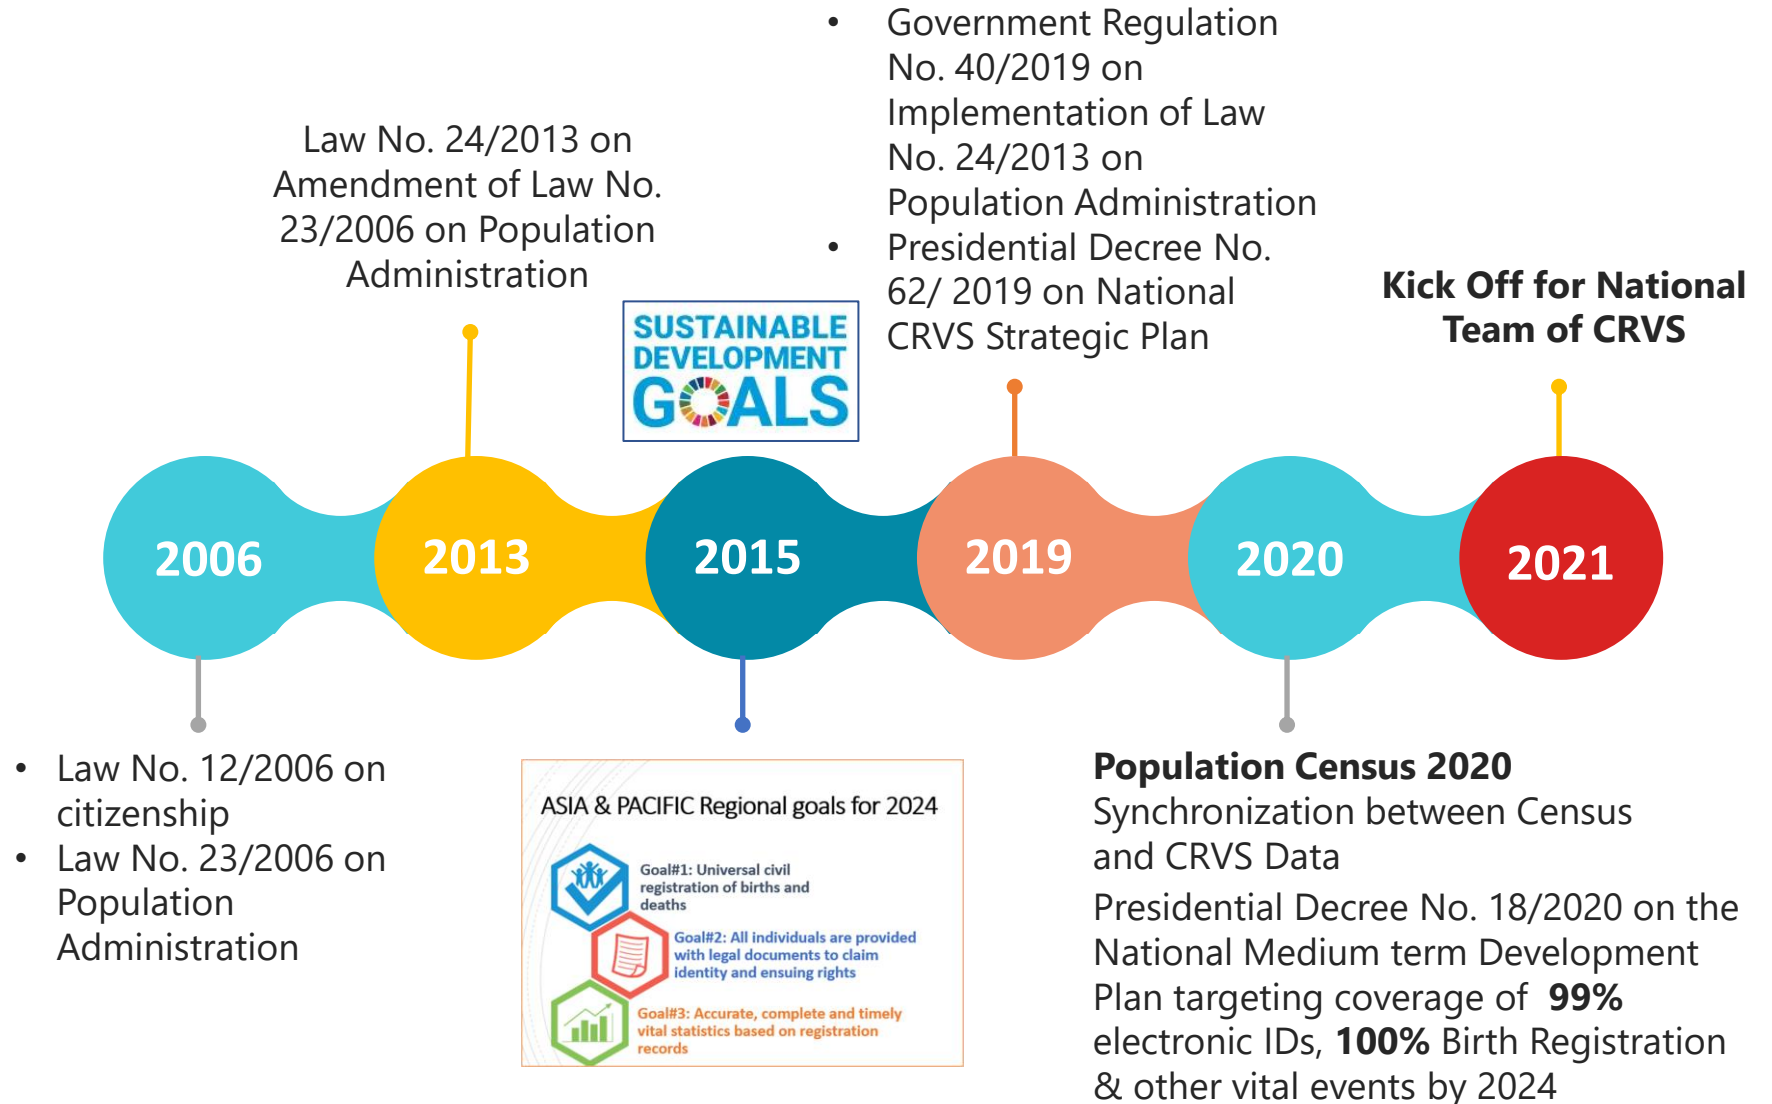 Law No. 24/2013 on
Amendment of Law No.
23/2006 on Population
Administration
SUSTAINABLE
DEVELOPMENT
GOALS
• Government Regulation
No. 40/2019 on
Implementation of Law
No. 24/2013 on
Population Administration
• Presidential Decree No.
62/ 2019 on National
CRVS Strategic Plan
Kick Off for National
Team of CRVS
2006
2013
2015
2019
2020
2021
• Law No. 12/2006 on
citizenship
• Law No. 23/2006 on
Population
Administration
ASIA & PACIFIC Regional goals for 2024
Goal#1: Universal civil
registration of births and
deaths
Goal#2: All individuals are provided
with legal documents to claim
identity and ensuing rights
Goal#3: Accurate, complete and timely
vital statistics based on registration
records
Population Census 2020
Synchronization between Census
and CRVS Data
Presidential Decree No. 18/2020 on the
National Medium term Development
Plan targeting coverage of 99%
electronic IDs, 100% Birth Registration
& other vital events by 2024